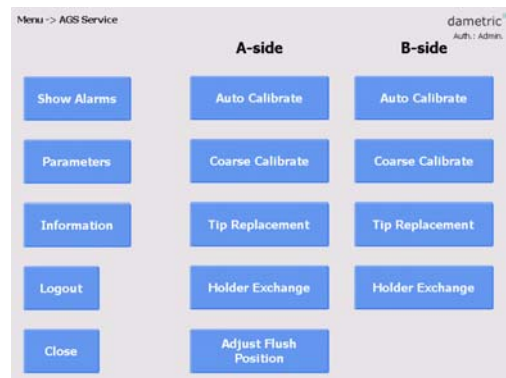 Menu -> AGS Service
dametric
Auth.: Admin.
A-side
B-side
Show Alarms
Auto Calibrate
Auto Calibrate
Parameters
Coarse Calibrate
Coarse Calibrate
Information
Tip Replacement
Tip Replacement
Logout
Holder Exchange
Holder Exchange
Close
Adjust Flush
Position